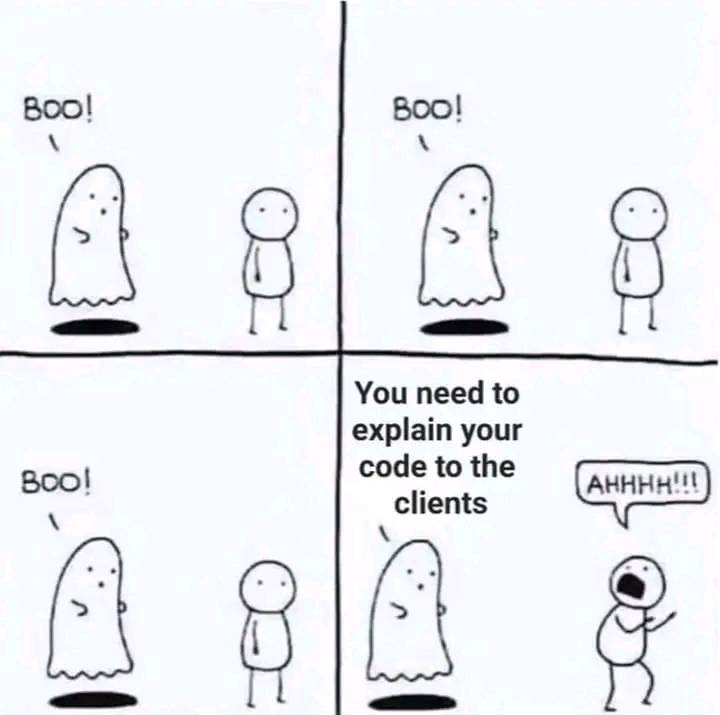 BOO!
BOO!
BOO!
You need to
explain your
code to the
clients
AHHHH!!!